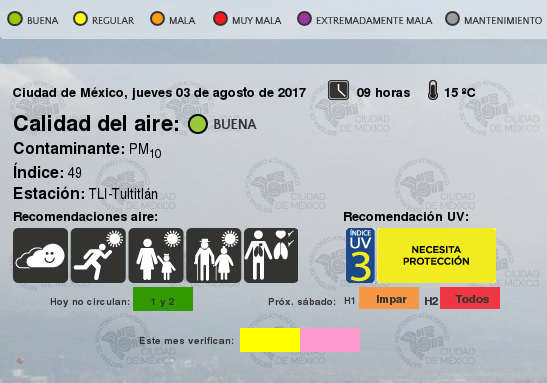 BUENA REGULAR MALA MUY MALA EXTREMADAMENTE MALA MANTENIMIENTO
Ciudad de México, jueves 03 de agosto de 2017 09 horas 15 ºC
Calidad del aire: BUENA
Contaminante: PM10
Índice: 49
Estación: TLI-Tultitlán
Recomendaciones aire: Recomendación UV:
ÍNDICE UV 3 NECESITA PROTECCIÓN
Hoy no circulan: 1 y 2 Próx. sábado: H1 Impar H2 Todos
Este mes verifican:
CIUDAD DE MÉXICO